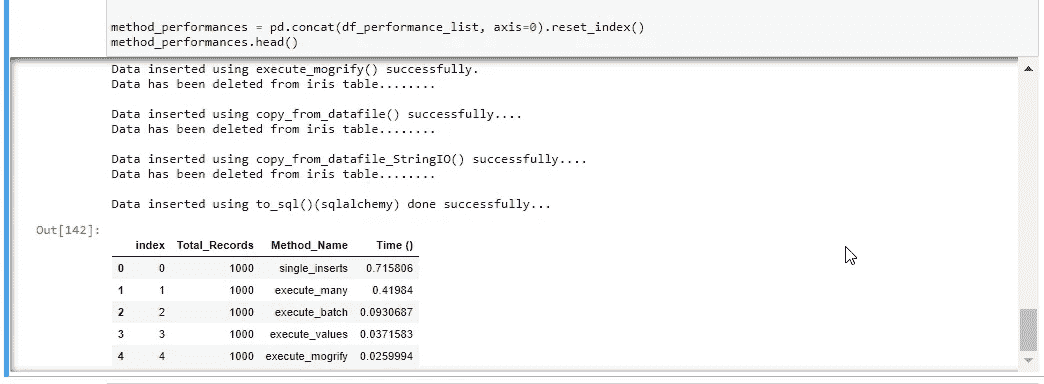 method_performances = pd.concat(df_performance_list, axis=0).reset_index()
method_performances.head()
Data inserted using execute_mogrify() successfully.
Data has been deleted from iris table........
Data inserted using copy_from_datafile() successfully....
Data has been deleted from iris table........
Data inserted using copy_from_datafile_StringIO() successfully....
Data has been deleted from iris table........
Data inserted using to_sql()(sqlalchemy) done successfully...
Out[142]:
index Total_Records Method_Name Time ()
0 0 1000 single_inserts 0.715806
1 1 1000 execute_many 0.41984
2 2 1000 execute_batch 0.0930687
3 3 1000 execute_values 0.0371583
4 4 1000 execute_mogrify 0.0259994